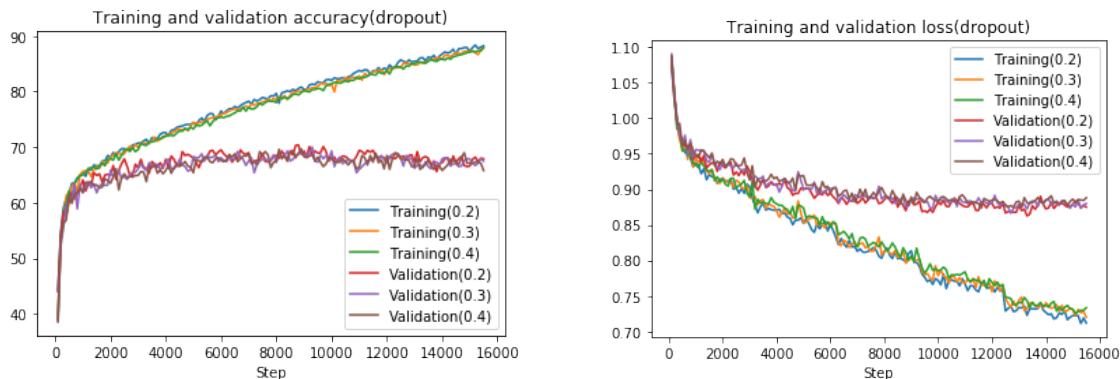 Training and validation accuracy(dropout)
90
80
70
60
50
40
0
2000
4000
6000
8000
10000
12000
14000
16000
Step
Training(0.2)
Training(0.3)
Training(0.4)
Validation(0.2)
Validation(0.3)
Validation(0.4)
Training and validation loss(dropout)
1.10
1.05
1.00
0.95
0.90
0.85
0.80
0.75
0.70
0
2000
4000
6000
8000
10000
12000
14000
16000
Step
Training(0.2)
Training(0.3)
Training(0.4)
Validation(0.2)
Validation(0.3)
Validation(0.4)